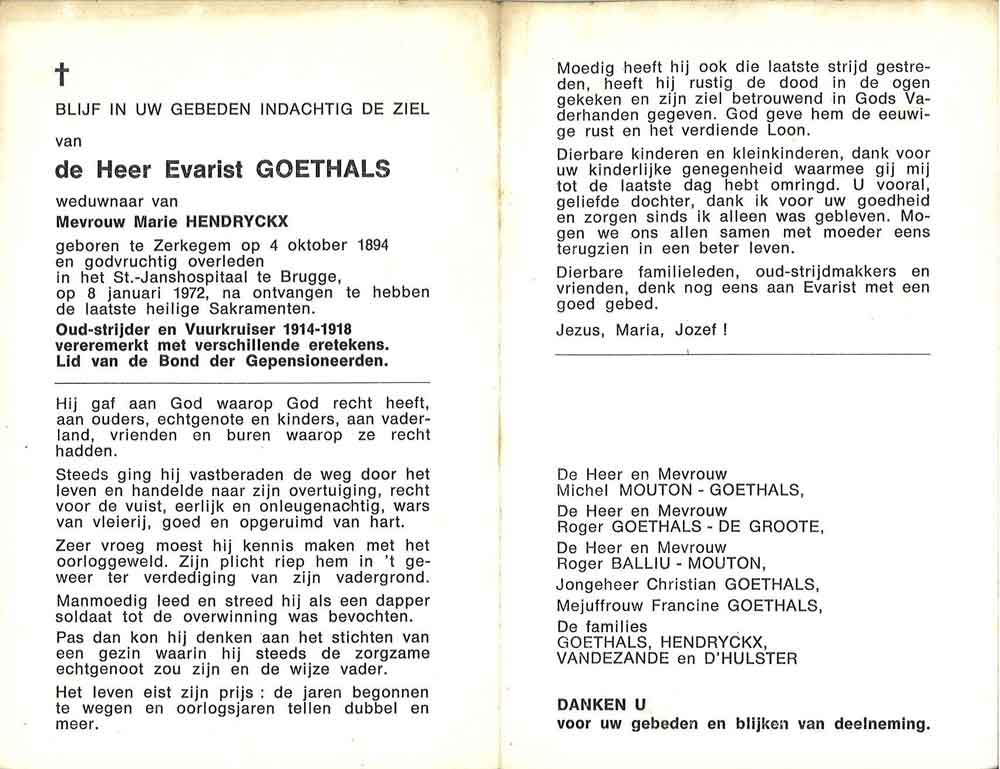 †
BLIJF IN UW GEBEDEN INDACHTIG DE ZIEL
van
de Heer Evarist GOETHALS
weduwnaar van
Mevrouw Marie HENDRYCKX
geboren te Zerkegem op 4 oktober 1894
en godvruchtig overleden
in het St.-Janshospitaal te Brugge,
op 8 januari 1972, na ontvangen te hebben
de laatste heilige Sakramenten.
Oud-strijder en Vuurkruiser 1914-1918
vereremerkt met verschillende eretekens.
Lid van de Bond der Gepensioneerden.
Hij gaf aan God waarop God recht heeft,
aan ouders, echtgenote en kinders, aan vader-
land, vrienden en buren waarop ze recht
hadden.
Steeds ging hij vastberaden de weg door het
leven en handelde naar zijn overtuiging, recht
voor de vuist, eerlijk en onleugenachtig, wars
van vleierij, goed en opgeruimd van hart.
Zeer vroeg moest hij kennis maken met het
oorloggeweld. Zijn plicht riep hem in 't ge-
weer ter verdediging van zijn vadergrond.
Manmoedig leed en streed hij als een dapper
soldaat tot de overwinning was bevochten.
Pas dan kon hij denken aan het stichten van
een gezin waarin hij steeds de zorgzame
echtgenoot zou zijn en de wijze vader.
Het leven eist zijn prijs : de jaren begonnen
te wegen en oorlogsjaren tellen dubbel en
meer.
Moedig heeft hij ook die laatste strijd gestre-
den, heeft hij rustig de dood in de ogen
gekeken en zijn ziel betrouwend in Gods Va-
derhanden gegeven. God geve hem de eeuwi-
ge rust en het verdiende Loon.
Dierbare kinderen en kleinkinderen, dank voor
uw kinderlijke genegenheid waarmee gij mij
tot de laatste dag hebt omringd. U vooral,
geliefde dochter, dank ik voor uw goedheid
en zorgen sinds ik alleen was gebleven. Mo-
gen we ons allen samen met moeder eens
terugzien in een beter leven.
Dierbare familieleden, oud-strijdmakkers en
vrienden, denk nog eens aan Evarist met een
goed gebed.
Jezus, Maria, Jozef !
De Heer en Mevrouw
Michel MOUTON - GOETHALS,
De Heer en Mevrouw
Roger GOETHALS - DE GROOTE,
De Heer en Mevrouw
Roger BALLIU - MOUTON,
Jongeheer Christian GOETHALS,
Mejuffrouw Francine GOETHALS,
De families
GOETHALS, HENDRYCKX,
VANDEZANDE en D'HULSTER
DANKEN U
voor uw gebeden en blijken van deelneming.